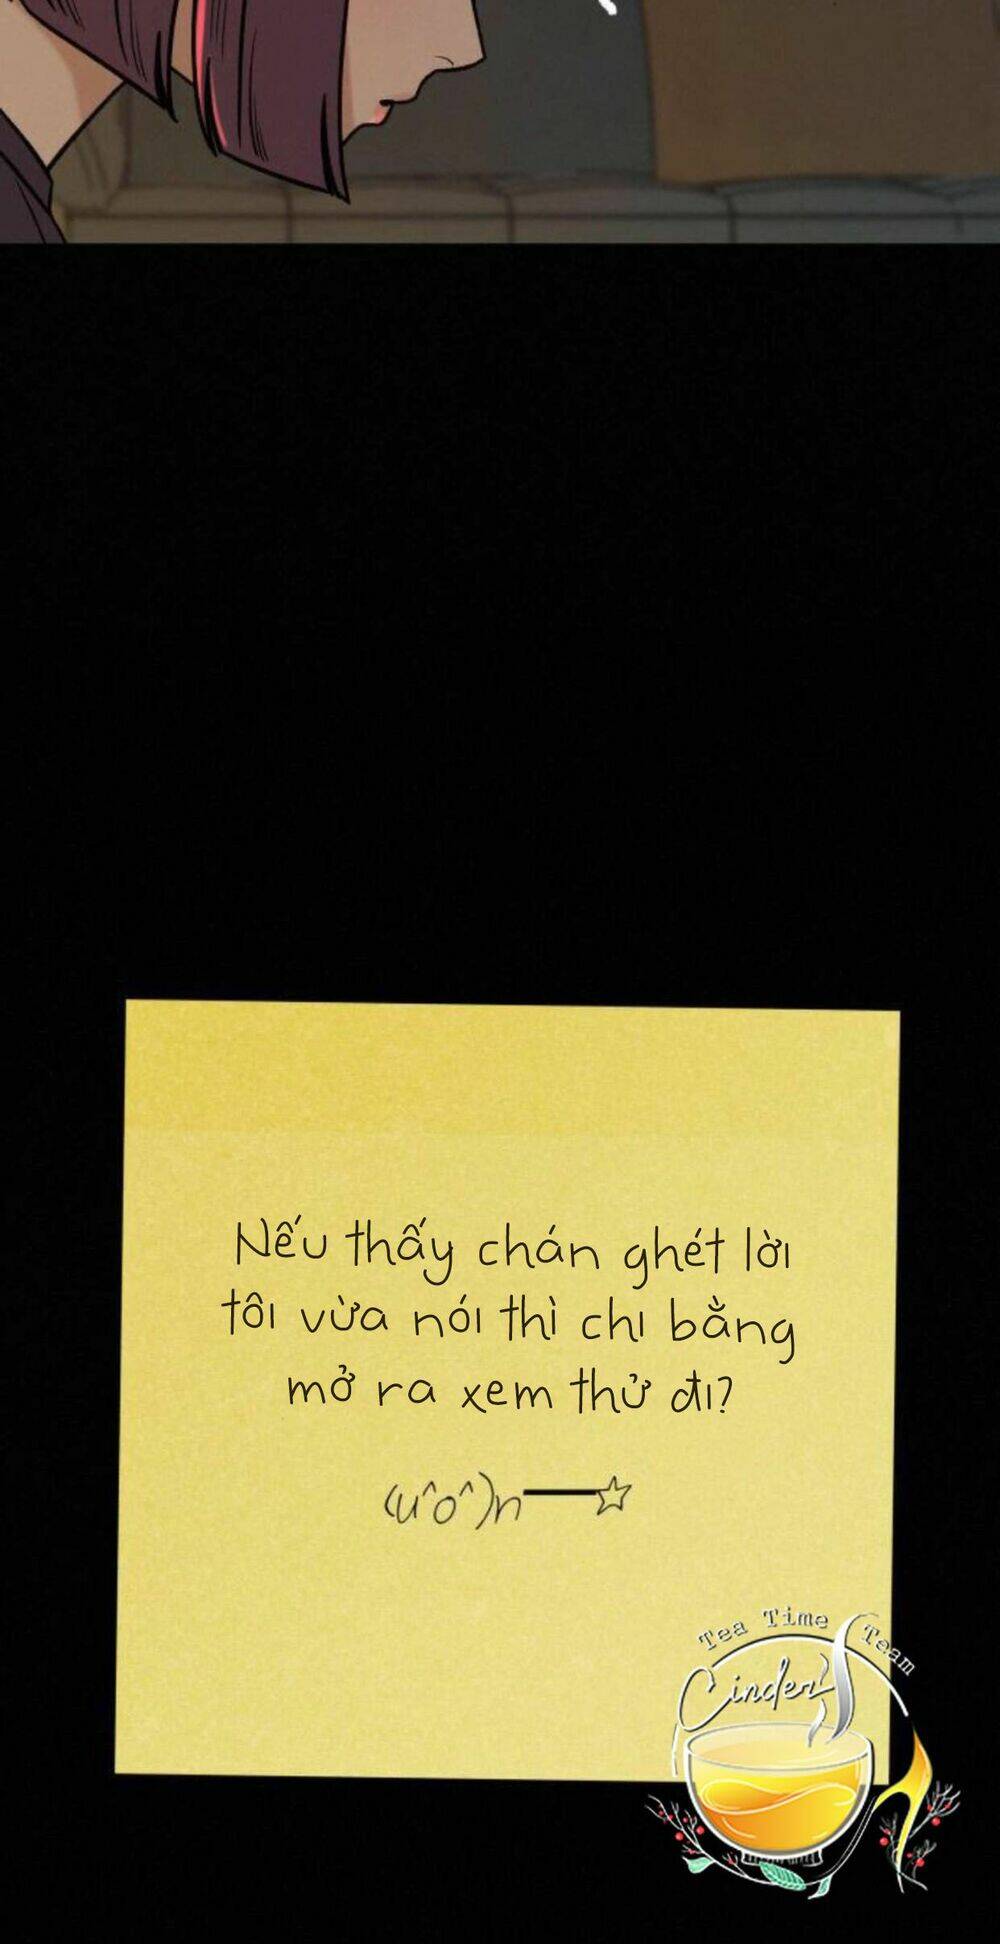 Nếu thấy chán ghét lời
tôi vừa nói thì chi bằng
mở ra xem thử đi?
(u^o^)n━━☆
Tea Time Team
Cinder